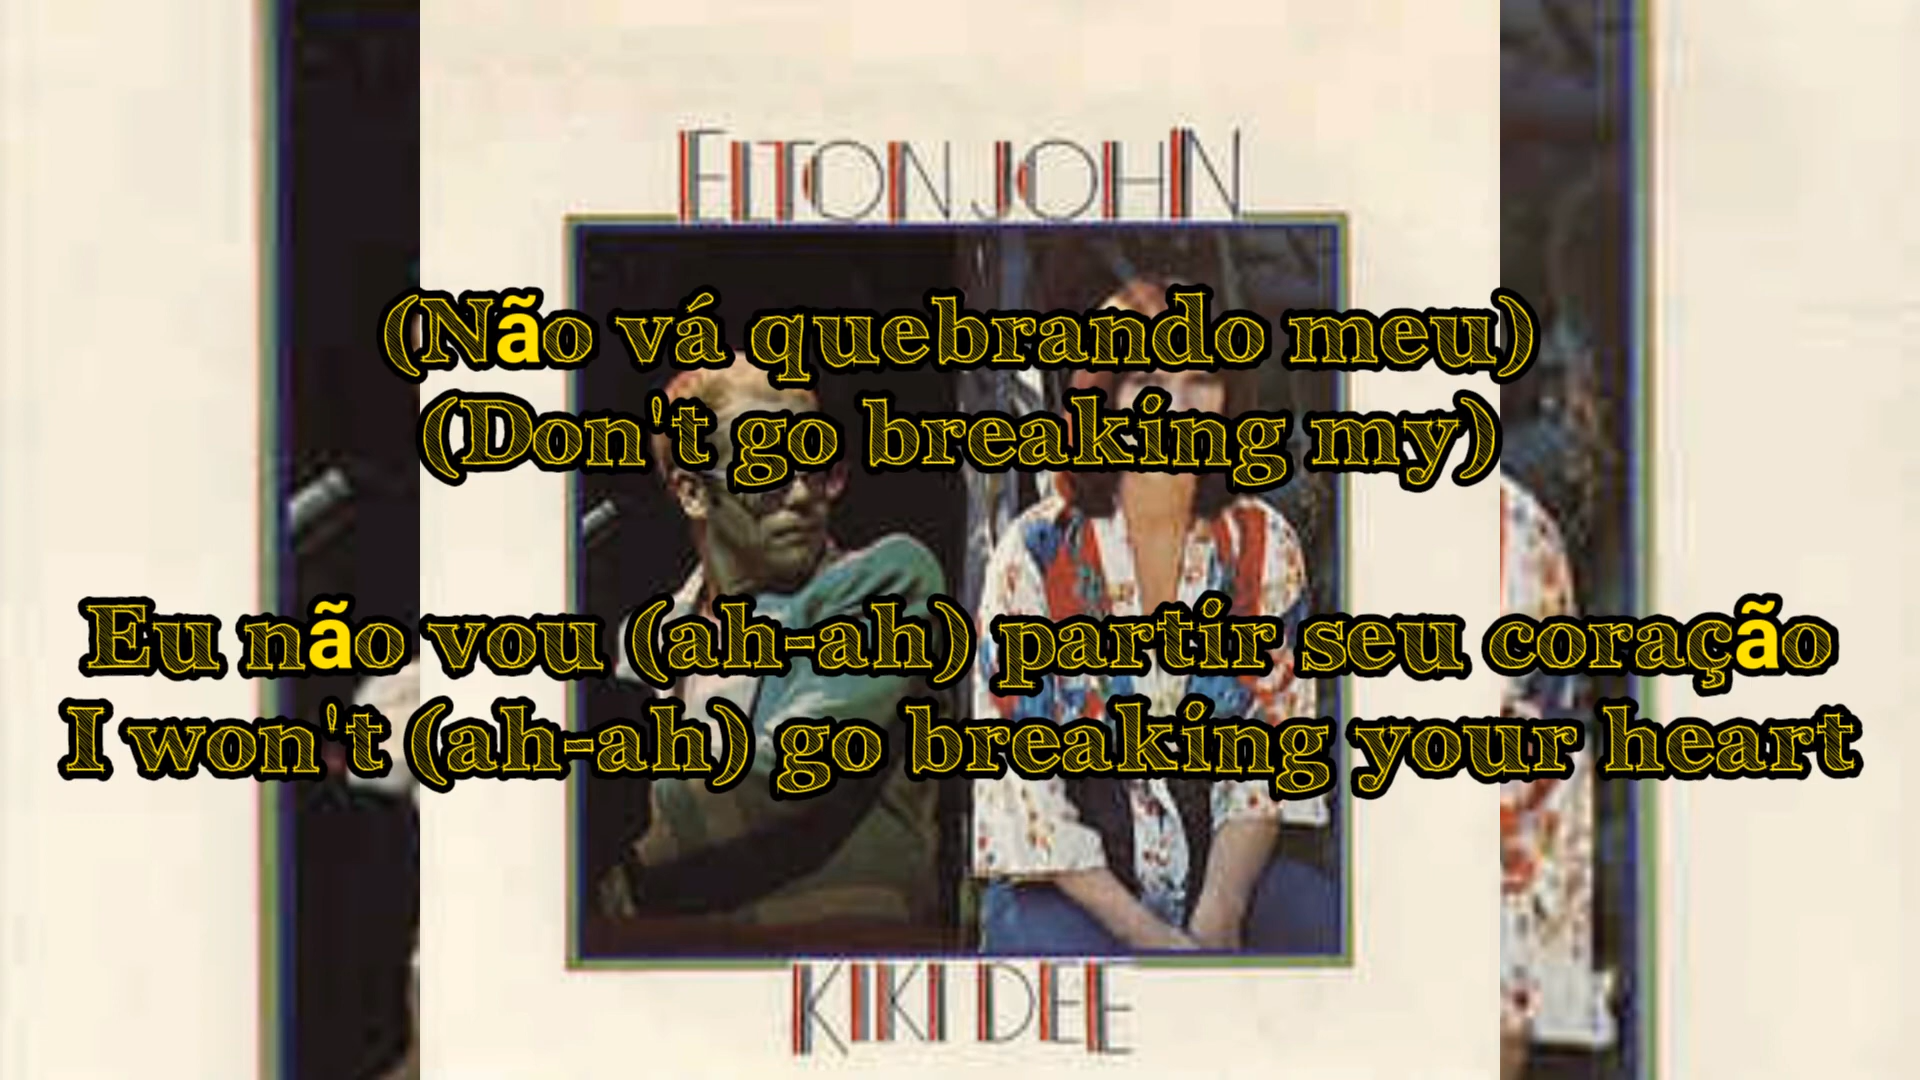 ELTON JOHN
(Não vá quebrando meu)
(Don't go breaking my)
Eu não vou (ah-ah) partir seu coração
I won't (ah-ah) go breaking your heart
KIKI DEE